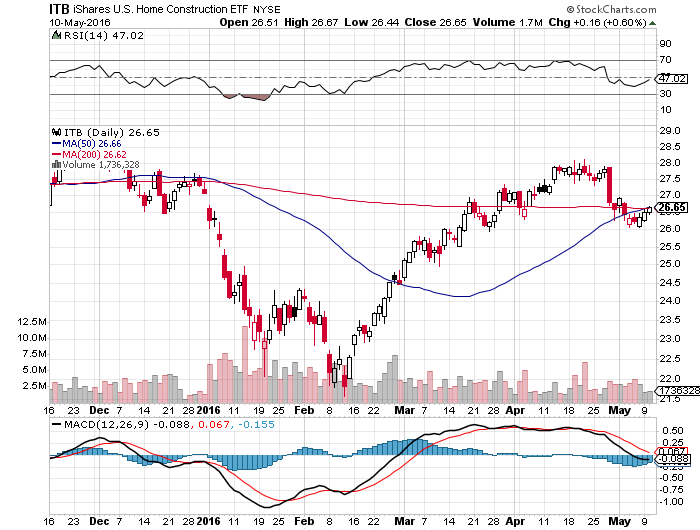 ITB iShares U.S. Home Construction ETF NYSE
© StockCharts.com
10-May-2016
Open 26.51 High 26.67 Low 26.44 Close 26.65 Volume 1.7M Chg +0.16 (+0.60%)
RSI(14) 47.02
90
70
50
47.02
30
10
ITB (Daily) 26.65
MA(50) 26.66
MA(200) 26.62
Volume 1,736,328
29.0
28.5
28.0
27.5
27.0
26.65
26.0
25.5
25.0
24.5
24.0
23.5
23.0
22.5
22.0
21.5
12.5M
10.0M
7.5M
5.0M
2.5M
1736328
16 23 Dec 7 14 21 28 2016 11 19 25 Feb 8 16 22 Mar 7 14 21 28 Apr 11 18 25 May 9
MACD(12,26,9) -0.088, 0.067, -0.155
0.50
0.25
0.067
-0.088
-0.50
-0.75
-1.00
16 23 Dec 7 14 21 28 2016 11 19 25 Feb 8 16 22 Mar 7 14 21 28 Apr 11 18 25 May 9